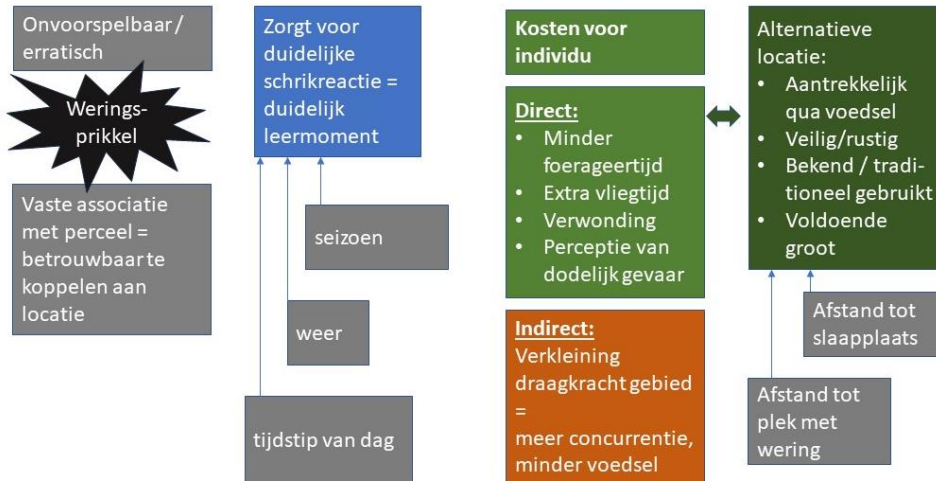 Onvoorspelbaar /
erratisch
Werings-
prikkel
Vaste associatie
met perceel =
betrouwbaar te
koppelen aan
locatie
Zorgt voor
duidelijke
schrikreactie =
duidelijk
leermoment
seizoen
weer
tijdstip van dag
Kosten voor
individu
Direct:
• Minder
foerageertijd
• Extra vliegtijd
• Verwonding
• Perceptie van
dodelijk gevaar
Indirect:
Verkleining
draagkracht gebied
=
meer concurrentie,
minder voedsel
Alternatieve
locatie:
• Aantrekkelijk
qua voedsel
• Veilig/rustig
• Bekend / tradi-
tioneel gebruikt
• Voldoende
groot
Afstand tot
slaapplaats
Afstand tot
plek met
wering